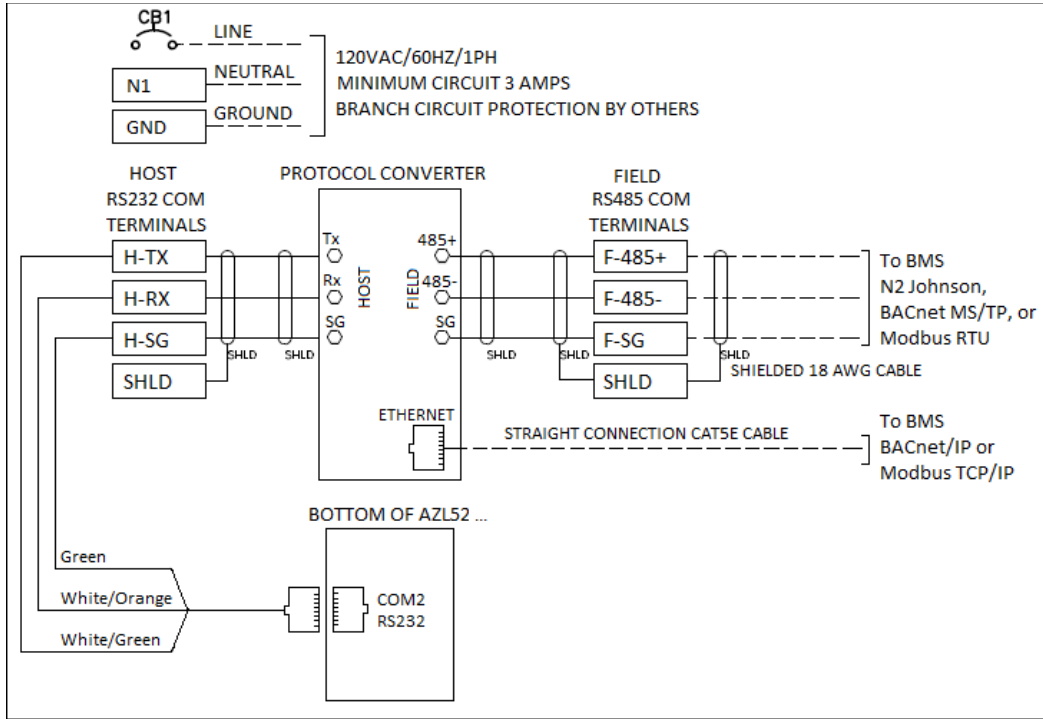 CB1
LINE
NEUTRAL
N1
GROUND
GND
120VAC/60HZ/1PH
MINIMUM CIRCUIT 3 AMPS
BRANCH CIRCUIT PROTECTION BY OTHERS
HOST
RS232 COM
TERMINALS
H-TX
H-RX
H-SG
SHLD
SHLD
SHLD
PROTOCOL CONVERTER
Tx
Rx
SG
HOST
FIELD
485+
485-
SG
ETHERNET
SHLD
SHLD
FIELD
RS485 COM
TERMINALS
F-485+
F-485-
F-SG
SHLD
SHLD
SHIELDED 18 AWG CABLE
To BMS
N2 Johnson,
BACnet MS/TP, or
Modbus RTU
STRAIGHT CONNECTION CAT5E CABLE
To BMS
BACnet/IP or
Modbus TCP/IP
BOTTOM OF AZL52 ...
COM2
RS232
Green
White/Orange
White/Green